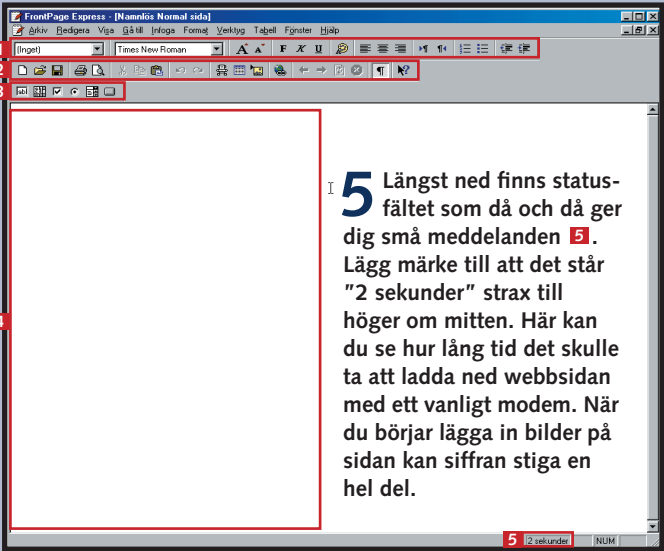 FrontPage Express - [Namnlös Normal sida]
Arkiv Redigera Visa Gå till Infoga Format Verktyg Tabell Fönster Hjälp
(Inget) Times New Roman A A F K U
2
3
abl
4
5 Längst ned finns status-
fältet som då och då ger
dig små meddelanden 5.
Lägg märke till att det står
”2 sekunder” strax till
höger om mitten. Här kan
du se hur lång tid det skulle
ta att ladda ned webbsidan
med ett vanligt modem. När
du börjar lägga in bilder på
sidan kan siffran stiga en
hel del.
5 2 sekunder NUM